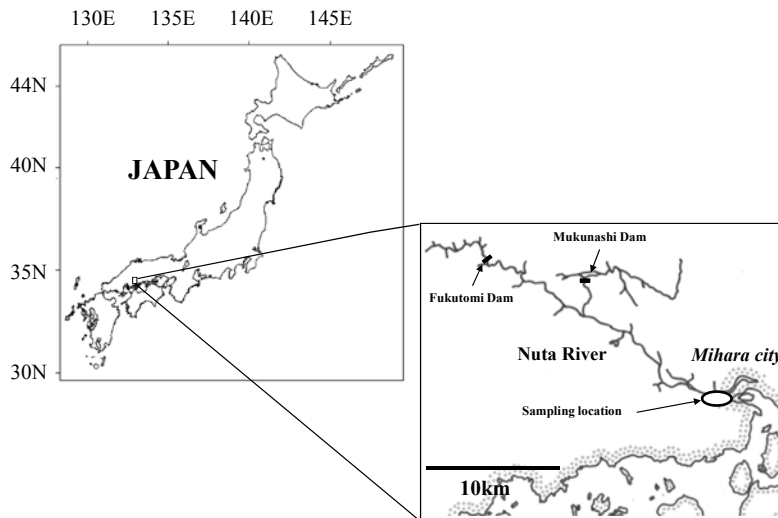 130E 135E 140E 145E
44N
40N
JAPAN
35N
30N
Mukunashi Dam
Fukutomi Dam
Nuta River
Mihara city
Sampling location
10km